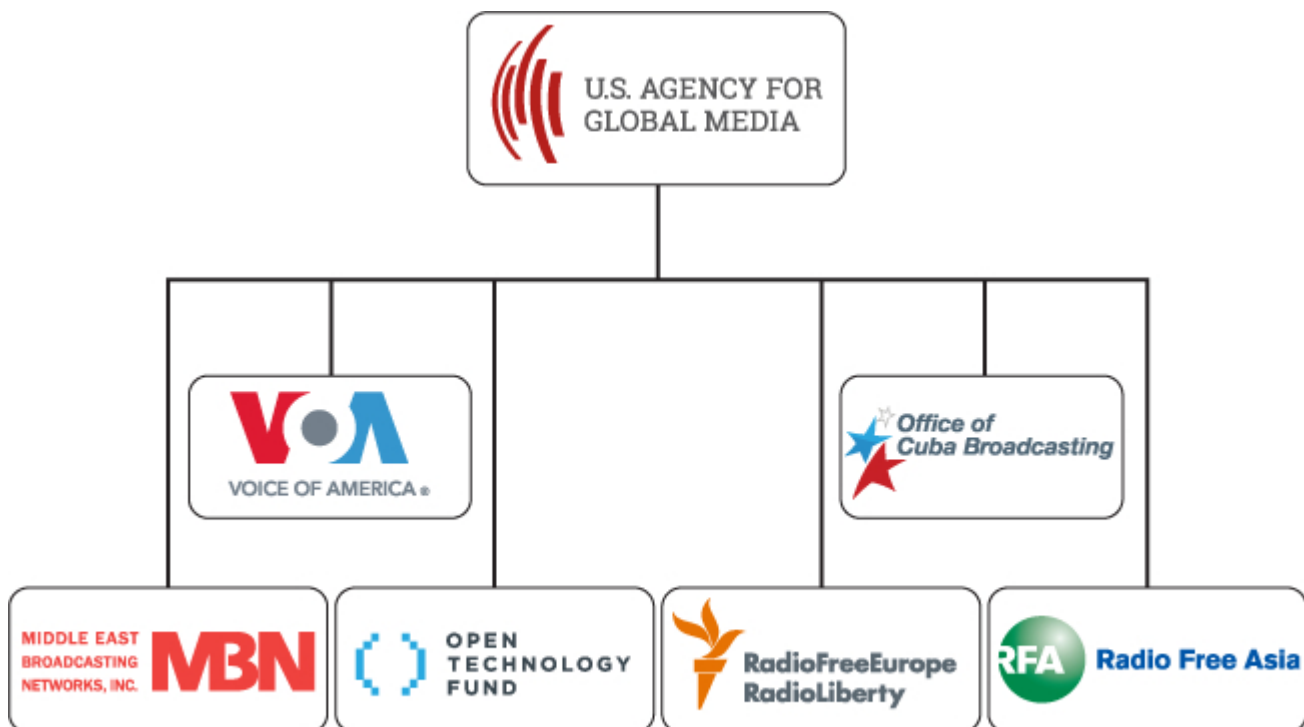 U.S. AGENCY FOR
GLOBAL MEDIA
VOA
VOICE OF AMERICA®
Office of
Cuba Broadcasting
MIDDLE EAST
BROADCASTING
NETWORKS, INC.
MBN
OPEN
TECHNOLOGY
FUND
RadioFreeEurope
RadioLiberty
RFA
Radio Free Asia